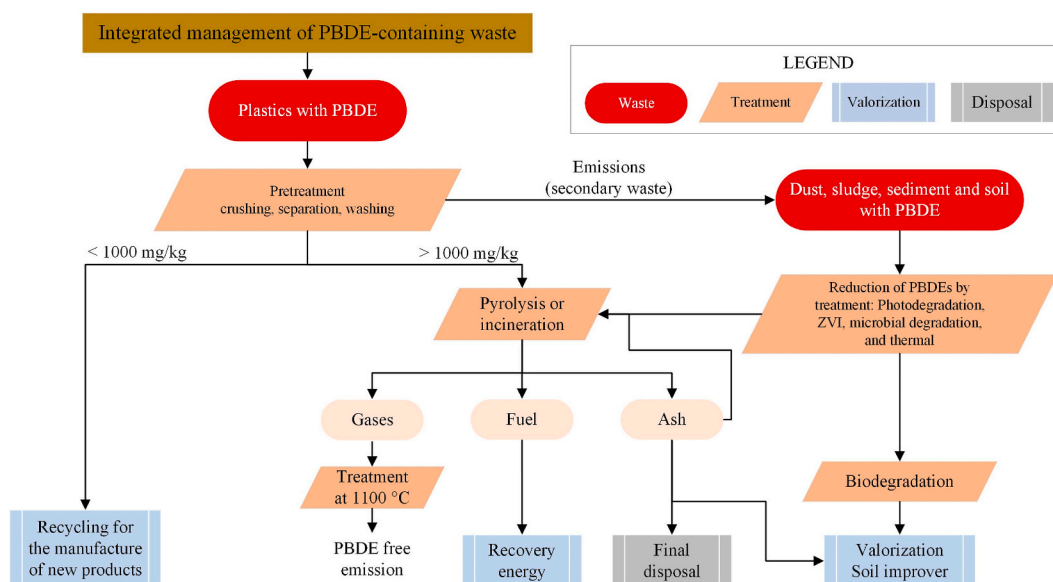 Integrated management of PBDE-containing waste
LEGEND
Waste
Treatment
Valorization
Disposal
Plastics with PBDE
Pretreatment
crushing, separation, washing
Emissions
(secondary waste)
Dust, sludge, sediment and soil
with PBDE
< 1000 mg/kg
> 1000 mg/kg
Pyrolysis or
incineration
Reduction of PBDEs by
treatment: Photodegradation,
ZVI, microbial degradation,
and thermal
Gases
Fuel
Ash
Treatment
at 1100 °C
Biodegradation
Recycling for
the manufacture
of new products
PBDE free
emission
Recovery
energy
Final
disposal
Valorization
Soil improver